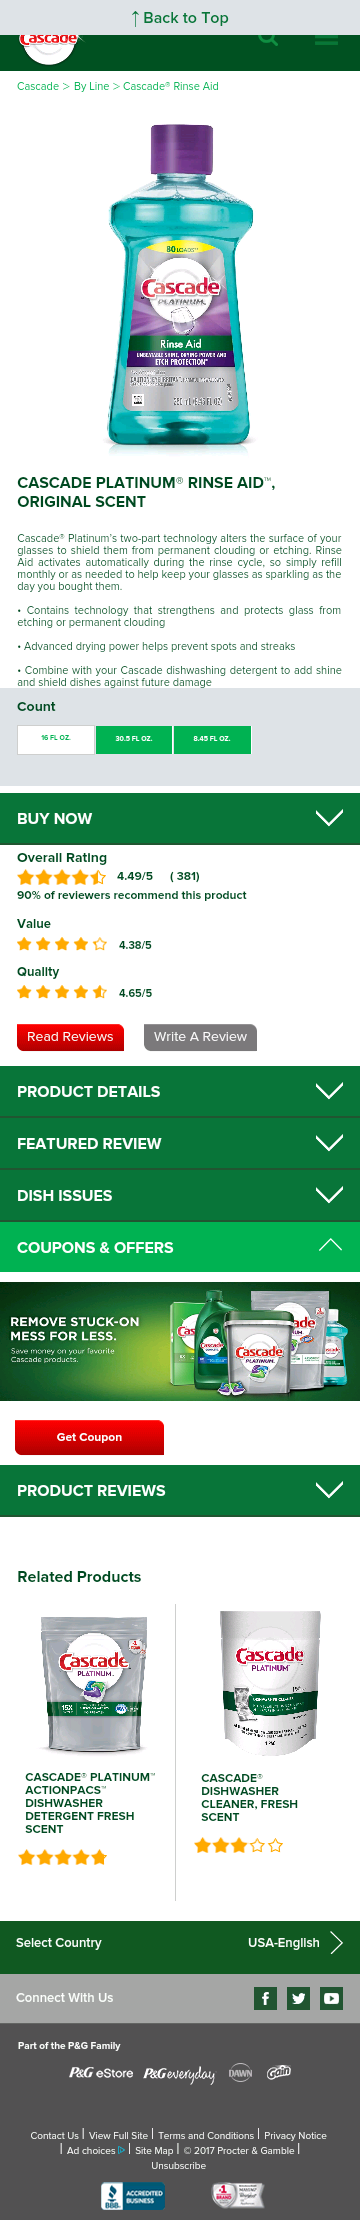 ↑ Back to Top
Cascade
Cascade > By Line > Cascade® Rinse Aid
80 LOADS**
Cascade
PLATINUM.
Rinse Aid
UNBEATABLE SHINE, DRYING POWER AND
ETCH PROTECTION*
CASCADE PLATINUM® RINSE AID™,
ORIGINAL SCENT
Cascade® Platinum's two-part technology alters the surface of your
glasses to shield them from permanent clouding or etching. Rinse
Aid activates automatically during the rinse cycle, so simply refill
monthly or as needed to help keep your glasses as sparkling as the
day you bought them.
• Contains technology that strengthens and protects glass from
etching or permanent clouding
• Advanced drying power helps prevent spots and streaks
• Combine with your Cascade dishwashing detergent to add shine
and shield dishes against future damage
Count
16 FL OZ. 30.5 FL OZ. 8.45 FL OZ.
BUY NOW
Overall Rating
4.49/5 ( 381)
90% of reviewers recommend this product
Value
4.38/5
Quality
4.65/5
Read Reviews Write A Review
PRODUCT DETAILS
FEATURED REVIEW
DISH ISSUES
COUPONS & OFFERS
REMOVE STUCK-ON
MESS FOR LESS.
Save money on your favorite
Cascade products.
Cascade
PLATINUM.
Get Coupon
PRODUCT REVIEWS
Related Products
Cascade
PLATINUM.
Cascade
PLATINUM
CASCADE® PLATINUM™
ACTIONPACS™
DISHWASHER
DETERGENT FRESH
SCENT
CASCADE®
DISHWASHER
CLEANER, FRESH
SCENT
Select Country USA-English
Connect With Us
Part of the P&G Family
P&G eStore P&G everyday DAWN Gain
Contact Us | View Full Site | Terms and Conditions | Privacy Notice
| Ad choices | Site Map | © 2017 Procter & Gamble |
Unsubscribe
BBB ACCREDITED
BUSINESS